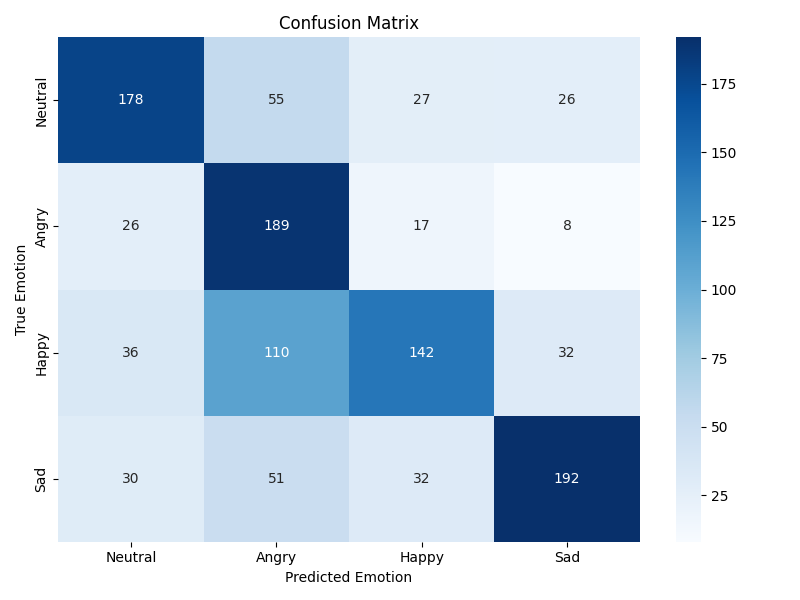 Confusion Matrix
Neutral 178 55 27 26
Angry 26 189 17 8
Happy 36 110 142 32
Sad 30 51 32 192
Neutral Angry Happy Sad
Predicted Emotion
True Emotion
175
150
125
100
75
50
25